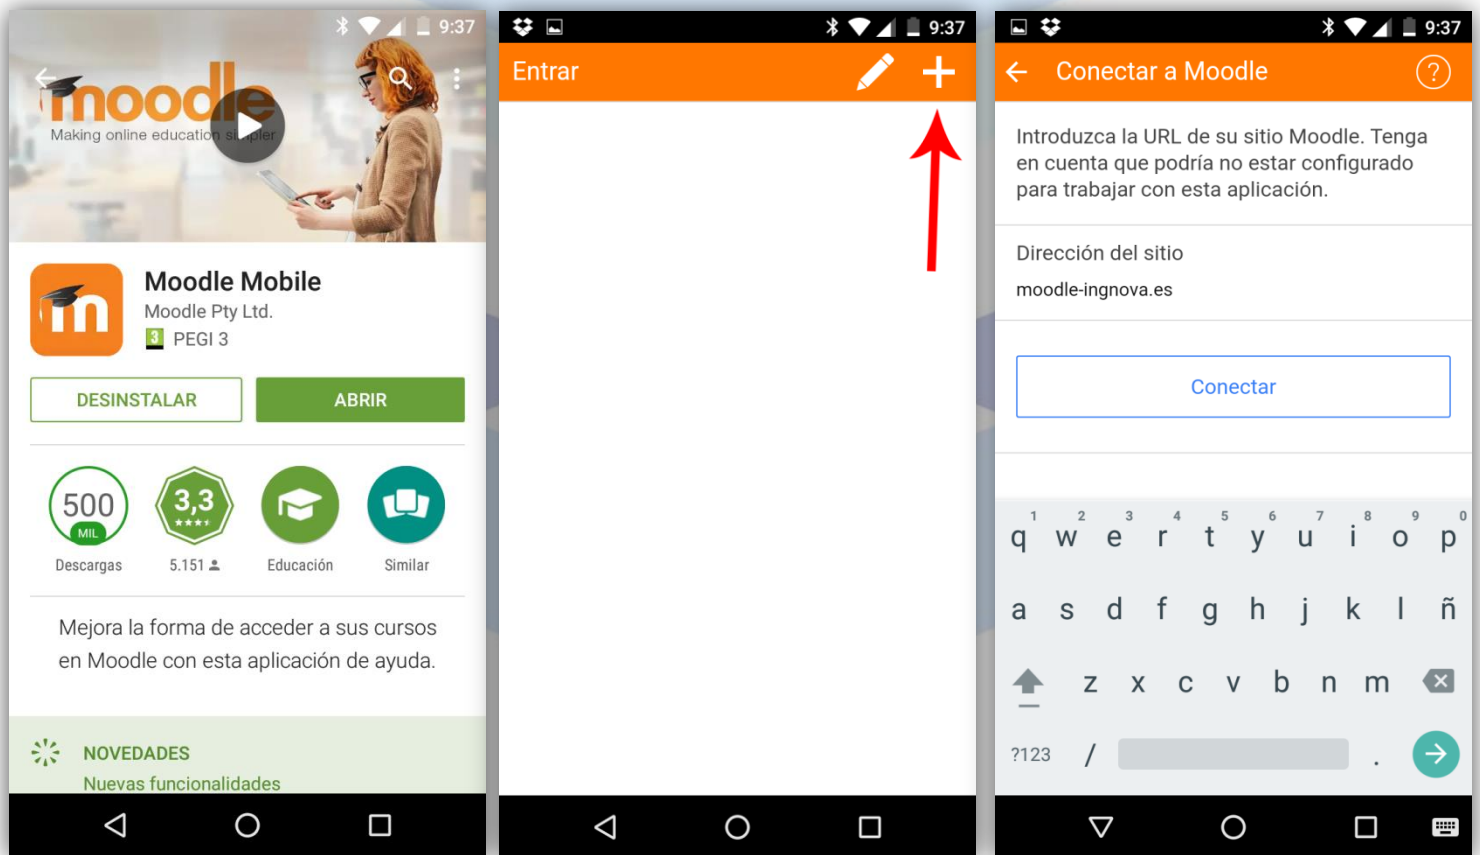 9:37
moodle
Making online education simpler
Moodle Mobile
Moodle Pty Ltd.
3 PEGI 3
DESINSTALAR
ABRIR
500
MIL
Descargas
3,3
5.151
Educación
Similar
Mejora la forma de acceder a sus cursos
en Moodle con esta aplicación de ayuda.
NOVEDADES
Nuevas funcionalidades
9:37
Entrar
9:37
Conectar a Moodle
?
Introduzca la URL de su sitio Moodle. Tenga
en cuenta que podría no estar configurado
para trabajar con esta aplicación.
Dirección del sitio
moodle-ingnova.es
Conectar
1 2 3 4 5 6 7 8 9 0
q w e r t y u i o p
a s d f g h j k l ñ
z x c v b n m
?123 / .